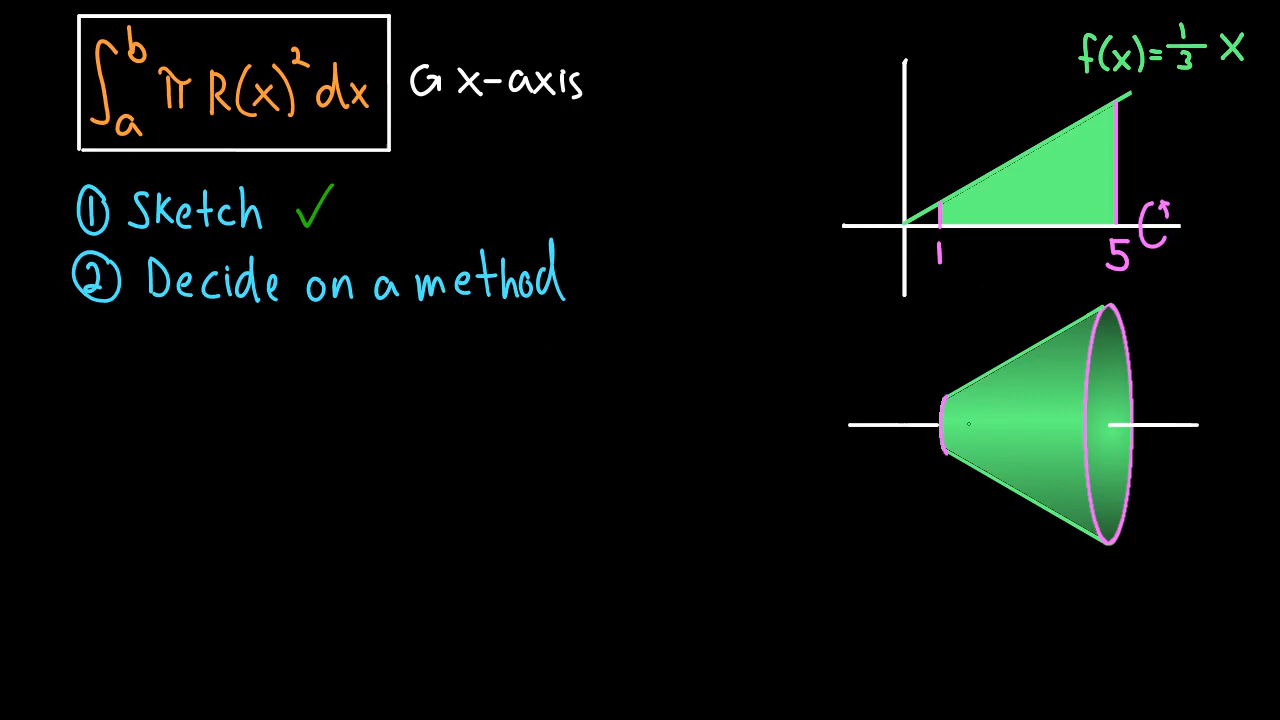 ∫ₐᵇ π R(x)² dx G x-axis
① Sketch ✓
② Decide on a method
f(x) = 1/3 x
1 5